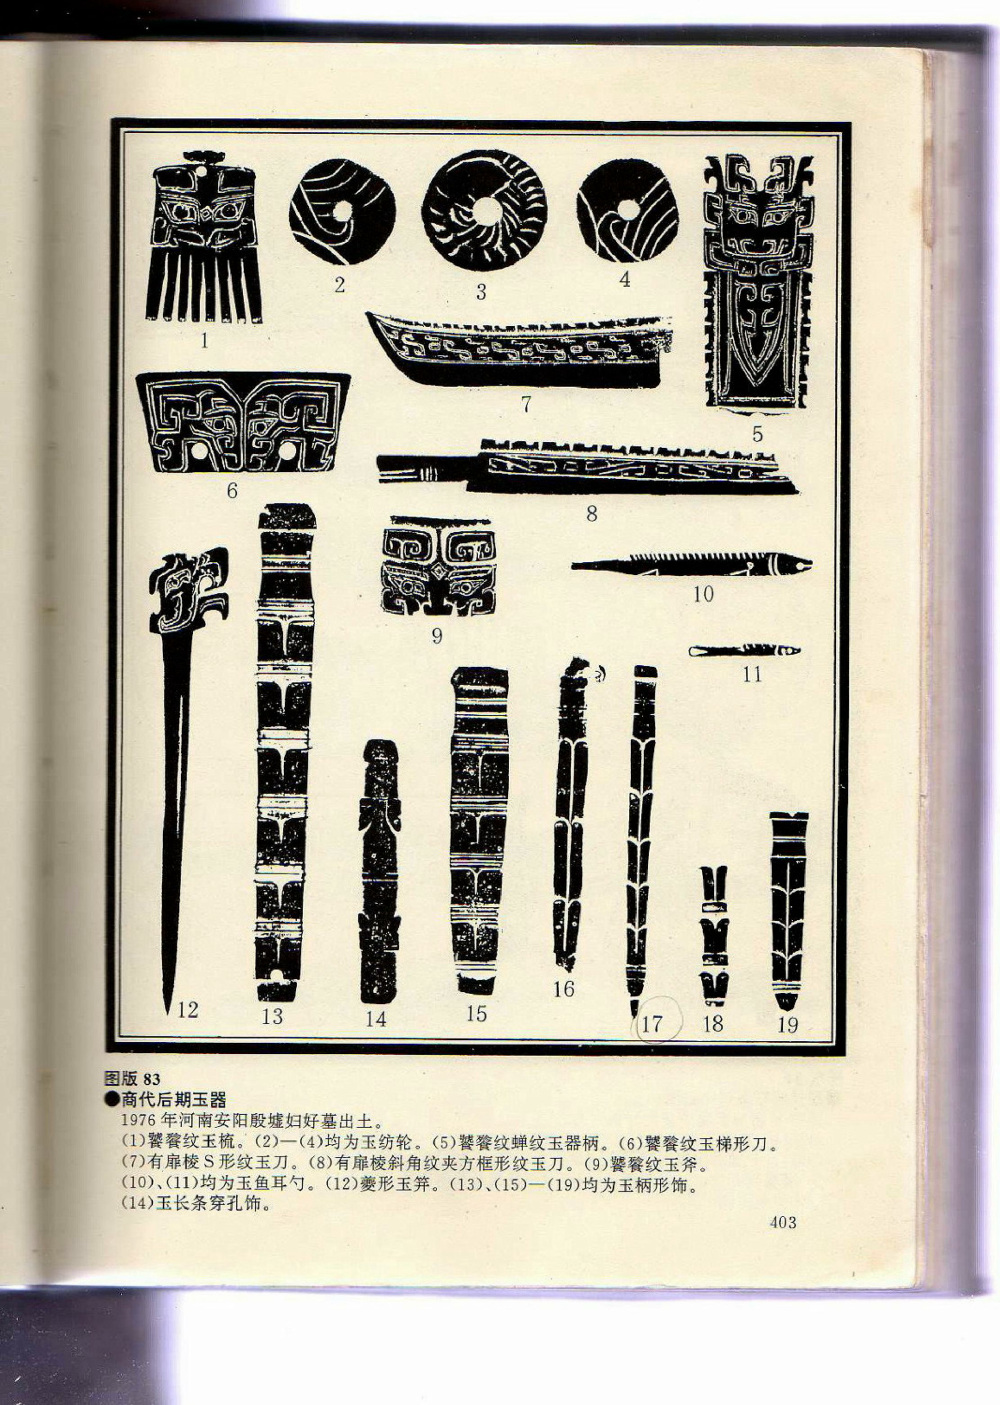 1
2
3
4
5
6
7
8
9
10
11
12
13
14
15
16
17
18
19
图版 83
●商代后期玉器
1976 年河南安阳殷墟妇好墓出土。
(1)饕餮纹玉梳。(2)—(4)均为玉纺轮。(5)饕餮纹蝉纹玉器柄。(6)饕餮纹玉梯形刀。
(7)有扉棱S形纹玉刀。(8)有扉棱斜角纹夹方框形纹玉刀。(9)饕餮纹玉斧。
(10)、(11)均为玉鱼耳勺。(12)夔形玉笄。(13)、(15)—(19)均为玉柄形饰。
(14)玉长条穿孔饰。
403